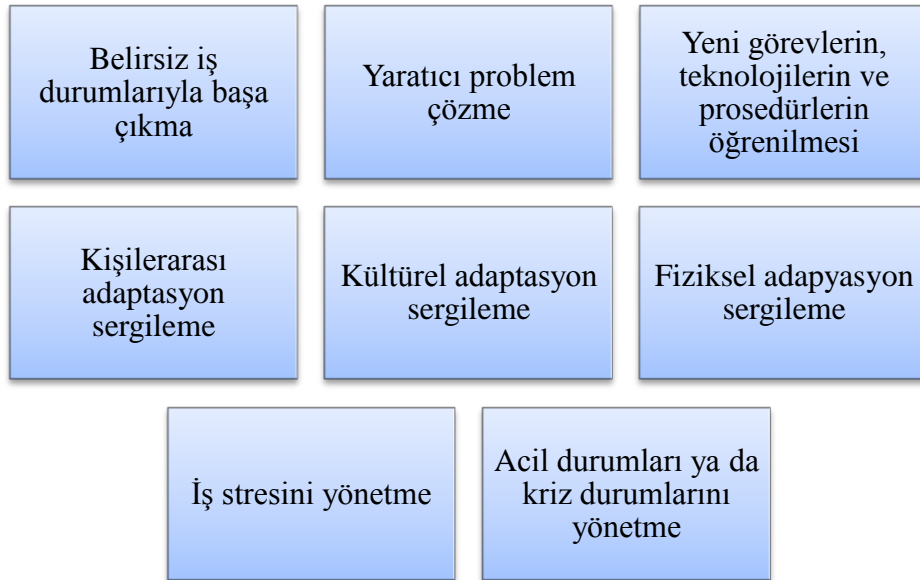 Belirsiz iş
durumlarıyla başa
çıkma
Yaratıcı problem
çözme
Yeni görevlerin,
teknolojilerin ve
prosedürlerin
öğrenilmesi
Kişilerarası
adaptasyon
sergileme
Kültürel adaptasyon
sergileme
Fiziksel adapyasyon
sergileme
İş stresini yönetme
Acil durumları ya da
kriz durumlarını
yönetme